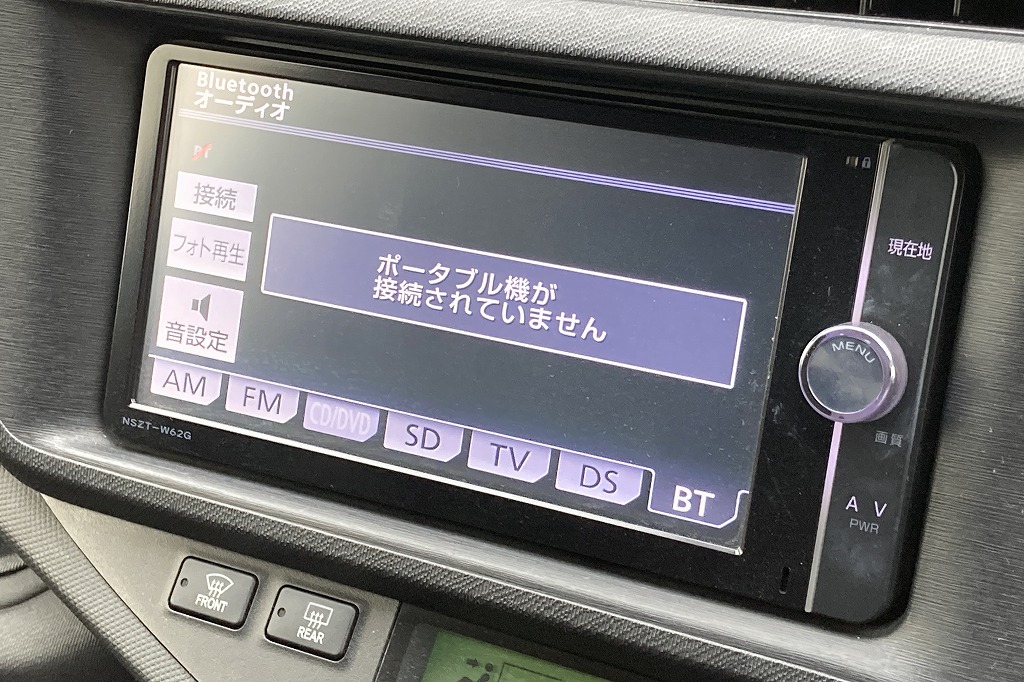 Bluetooth
オーディオ
BT
接続
フォト再生
音設定
ポータブル機が
接続されていません
AM
FM
CD/DVD
SD
TV
DS
BT
NSZT-W62G
現在地
MENU
画質
AV
PWR
FRONT
REAR